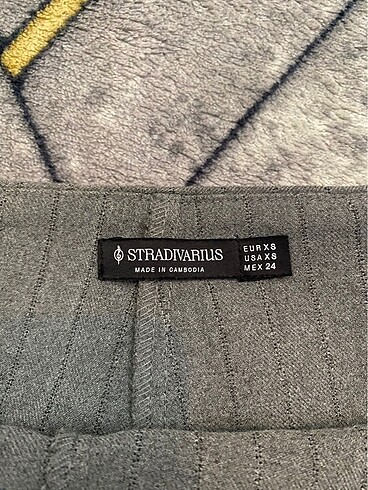 STRADIVARIUS
MADE IN CAMBODIA
EUR XS
USA XS
MEX 24